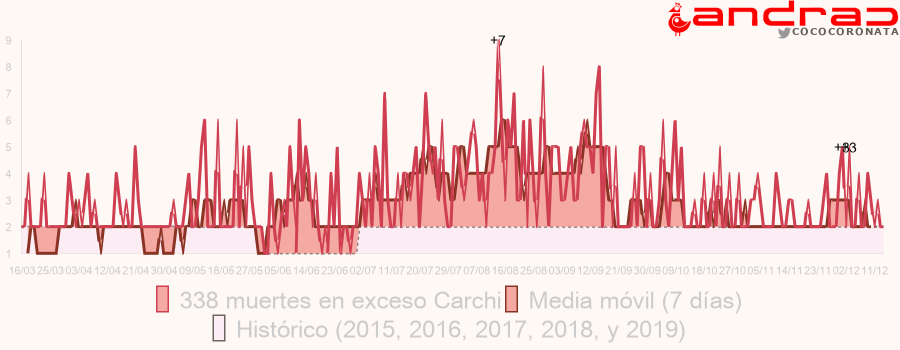 andrab
COCOCORONATA
+7
+33
9
8
7
6
5
4
3
2
1
16/03 25/03 03/04 12/04 21/04 30/04 09/05 18/05 27/05 05/06 14/06 23/06 02/07 11/07 20/07 29/07 07/08 16/08 25/08 03/09 12/09 21/09 30/09 09/10 18/10 27/10 05/11 14/11 23/11 02/12 11/12
338 muertes en exceso Carchi Media móvil (7 días)
Histórico (2015, 2016, 2017, 2018, y 2019)